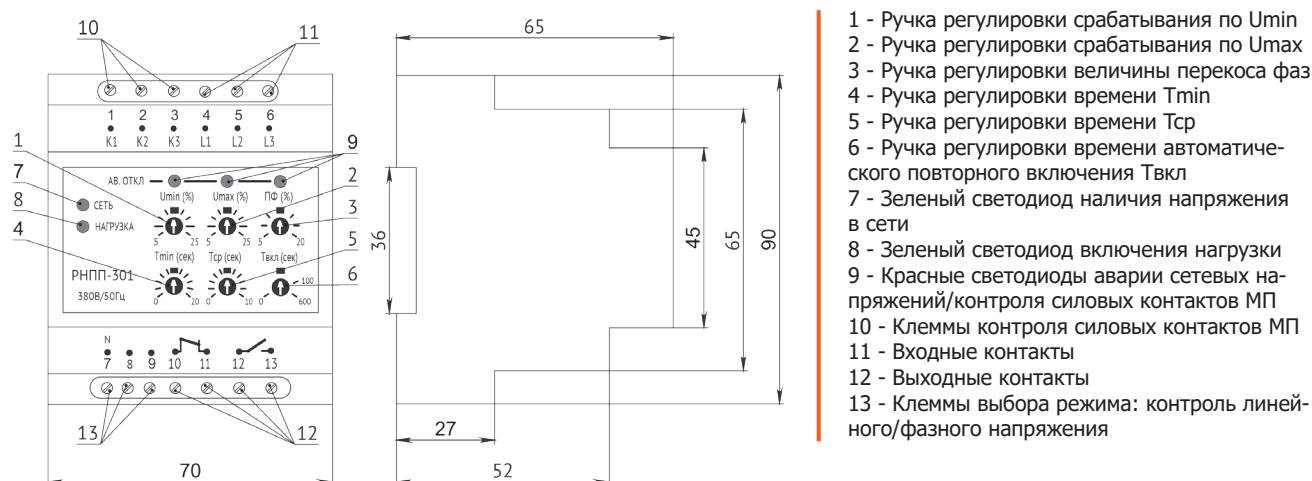 10
11
1 2 3 4 5 6
K1 K2 K3 L1 L2 L3
1
9
7
2
8
3
4
5
6
АВ. ОТКЛ
Umin (%) Umax (%) ПФ (%)
СЕТЬ
НАГРУЗКА
5 25 5 25 5 20
Tmin (сек) Тср (сек) Твкл (сек)
РНПП-301
380В/50Гц
0 20 0 10 0 600
100
N
7 8 9 10 11 12 13
13
12
70
65
36
45
65
90
27
52
1 - Ручка регулировки срабатывания по Umin
2 - Ручка регулировки срабатывания по Umax
3 - Ручка регулировки величины перекоса фаз
4 - Ручка регулировки времени Tmin
5 - Ручка регулировки времени Тср
6 - Ручка регулировки времени автоматиче-
ского повторного включения Твкл
7 - Зеленый светодиод наличия напряжения
в сети
8 - Зеленый светодиод включения нагрузки
9 - Красные светодиоды аварии сетевых на-
пряжений/контроля силовых контактов МП
10 - Клеммы контроля силовых контактов МП
11 - Входные контакты
12 - Выходные контакты
13 - Клеммы выбора режима: контроль линей-
ного/фазного напряжения